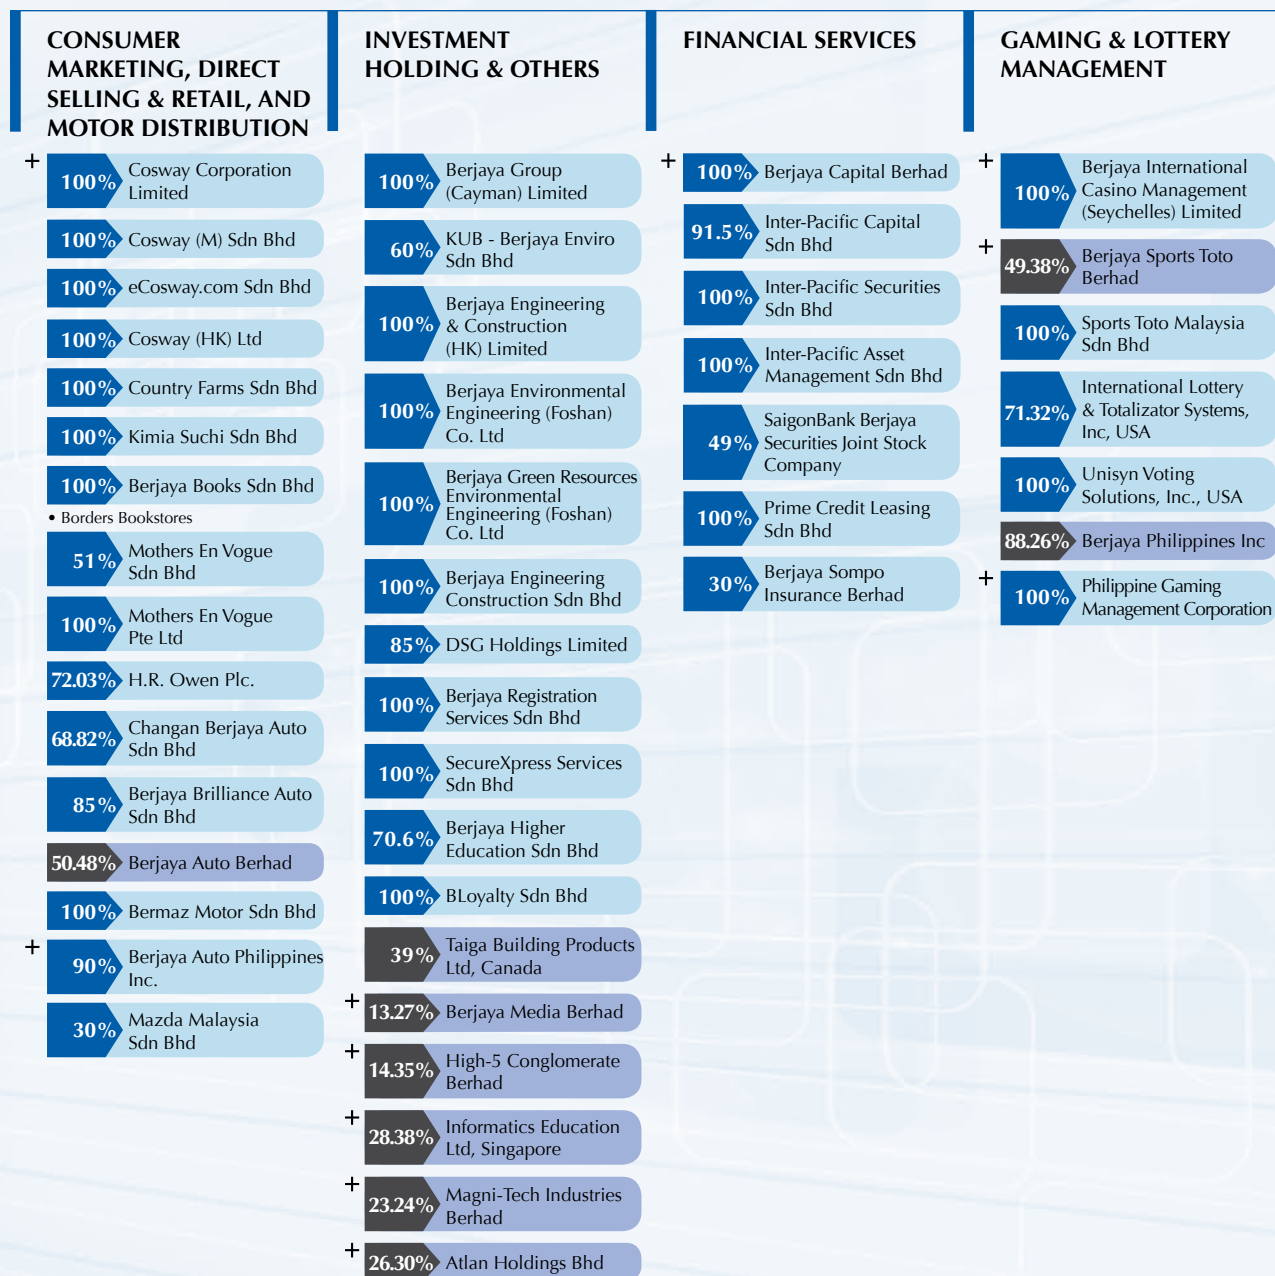 CONSUMER
MARKETING, DIRECT
SELLING & RETAIL, AND
MOTOR DISTRIBUTION
+
100%
Cosway Corporation
Limited
100%
Cosway (M) Sdn Bhd
100%
eCosway.com Sdn Bhd
100%
Cosway (HK) Ltd
100%
Country Farms Sdn Bhd
100%
Kimia Suchi Sdn Bhd
100%
Berjaya Books Sdn Bhd
• Borders Bookstores
51%
Mothers En Vogue
Sdn Bhd
100%
Mothers En Vogue
Pte Ltd
72.03%
H.R. Owen Plc.
68.82%
Changan Berjaya Auto
Sdn Bhd
85%
Berjaya Brilliance Auto
Sdn Bhd
50.48%
Berjaya Auto Berhad
100%
Bermaz Motor Sdn Bhd
+
90%
Berjaya Auto Philippines
Inc.
30%
Mazda Malaysia
Sdn Bhd
INVESTMENT
HOLDING & OTHERS
100%
Berjaya Group
(Cayman) Limited
60%
KUB - Berjaya Enviro
Sdn Bhd
100%
Berjaya Engineering
& Construction
(HK) Limited
100%
Berjaya Environmental
Engineering (Foshan)
Co. Ltd
100%
Berjaya Green Resources
Environmental
Engineering (Foshan)
Co. Ltd
100%
Berjaya Engineering
Construction Sdn Bhd
85%
DSG Holdings Limited
100%
Berjaya Registration
Services Sdn Bhd
100%
SecureXpress Services
Sdn Bhd
70.6%
Berjaya Higher
Education Sdn Bhd
100%
BLoyalty Sdn Bhd
39%
Taiga Building Products
Ltd, Canada
+
13.27%
Berjaya Media Berhad
+
14.35%
High-5 Conglomerate
Berhad
+
28.38%
Informatics Education
Ltd, Singapore
+
23.24%
Magni-Tech Industries
Berhad
+
26.30%
Atlan Holdings Bhd
FINANCIAL SERVICES
+
100%
Berjaya Capital Berhad
91.5%
Inter-Pacific Capital
Sdn Bhd
100%
Inter-Pacific Securities
Sdn Bhd
100%
Inter-Pacific Asset
Management Sdn Bhd
49%
SaigonBank Berjaya
Securities Joint Stock
Company
100%
Prime Credit Leasing
Sdn Bhd
30%
Berjaya Sompo
Insurance Berhad
GAMING & LOTTERY
MANAGEMENT
+
100%
Berjaya International
Casino Management
(Seychelles) Limited
+
49.38%
Berjaya Sports Toto
Berhad
100%
Sports Toto Malaysia
Sdn Bhd
71.32%
International Lottery
& Totalizator Systems,
Inc, USA
100%
Unisyn Voting
Solutions, Inc., USA
88.26%
Berjaya Philippines Inc
+
100%
Philippine Gaming
Management Corporation